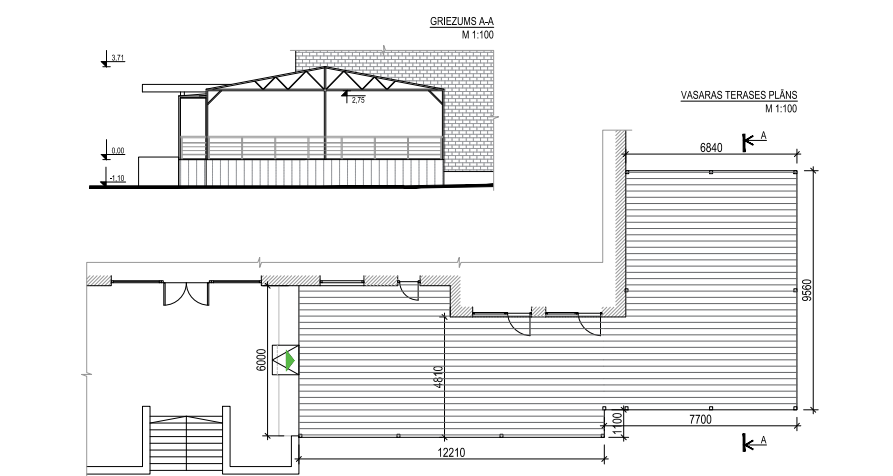 GRIEZUMS A-A
M 1:100
3,71
2,75
0,00
-1,10
VASARAS TERASES PLĀNS
M 1:100
A
6840
9560
6000
4810
1100
7700
A
12210